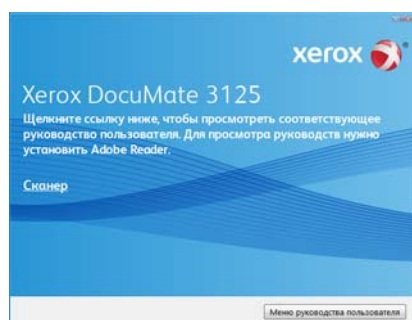 xerox
Xerox DocuMate 3125
Щелкните ссылку ниже, чтобы просмотреть соответствующее
руководство пользователя. Для просмотра руководств нужно
установить Adobe Reader.
Сканер
Меню руководства пользователя